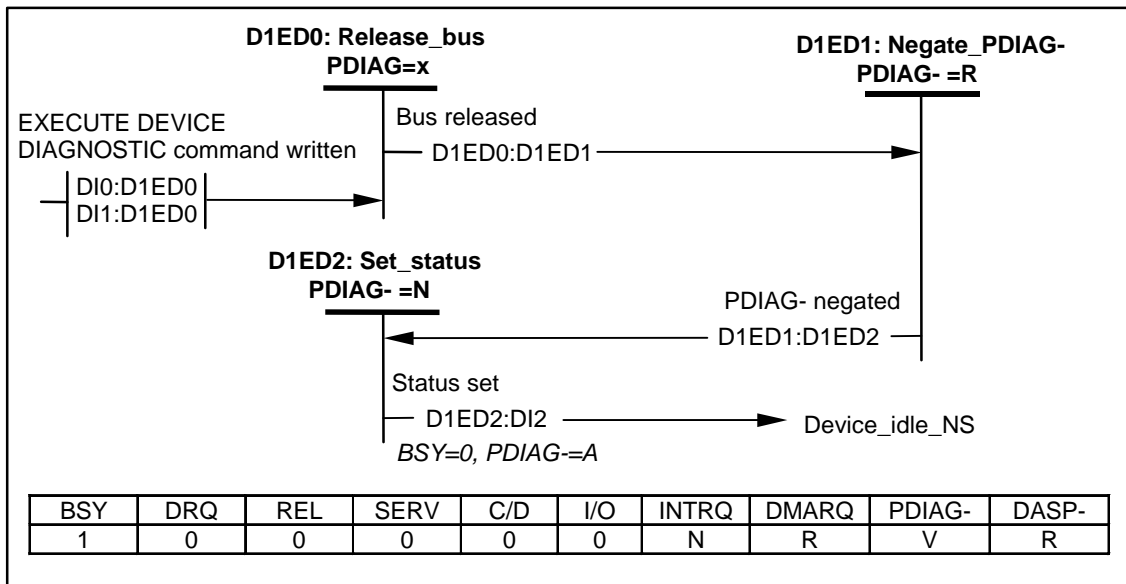 D1ED0: Release_bus
PDIAG=x
D1ED1: Negate_PDIAG-
PDIAG- =R
EXECUTE DEVICE
DIAGNOSTIC command written
DI0:D1ED0
DI1:D1ED0
Bus released
D1ED0:D1ED1
D1ED2: Set_status
PDIAG- =N
PDIAG- negated
D1ED1:D1ED2
Status set
D1ED2:DI2
Device_idle_NS
BSY=0, PDIAG-=A
BSY DRQ REL SERV C/D I/O INTRQ DMARQ PDIAG- DASP-
1 0 0 0 0 0 N R V R